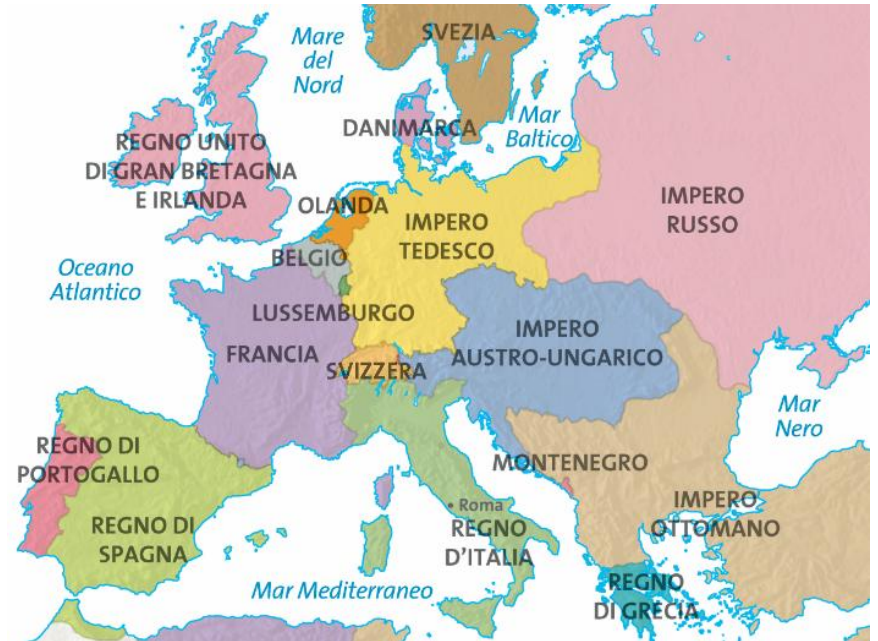 SVEZIA
Mare
del
Nord
DANIMARCA
Mar
Baltico
REGNO UNITO
DI GRAN BRETAGNA
E IRLANDA
OLANDA
IMPERO
TEDESCO
IMPERO
RUSSO
BELGIO
Oceano
Atlantico
LUSSEMBURGO
FRANCIA
SVIZZERA
IMPERO
AUSTRO-UNGARICO
Mar
Nero
REGNO DI
PORTOGALLO
MONTENEGRO
REGNO DI
SPAGNA
Roma
REGNO
D'ITALIA
IMPERO
OTTOMANO
Mar Mediterraneo
REGNO
DI GRECIA